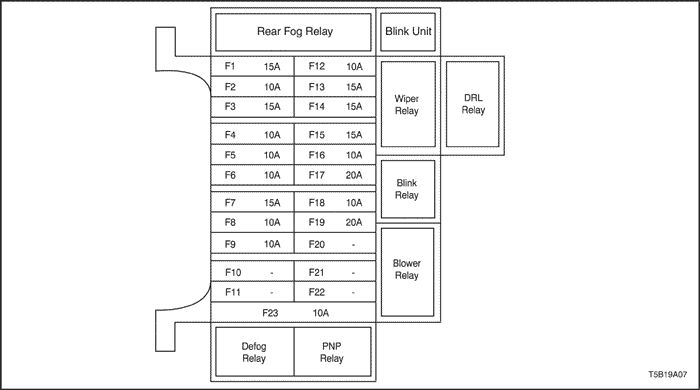 Rear Fog Relay Blink Unit
F1 15A F12 10A
F2 10A F13 15A
F3 15A F14 15A
Wiper
Relay
DRL
Relay
F4 10A F15 15A
F5 10A F16 10A
F6 10A F17 20A
Blink
Relay
F7 15A F18 10A
F8 10A F19 20A
F9 10A F20 -
F10 - F21 -
F11 - F22 -
Blower
Relay
F23 10A
Defog
Relay
PNP
Relay
T5B19A07